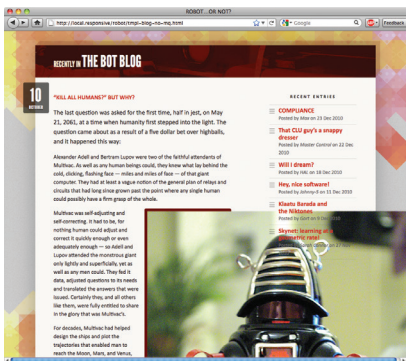 ROBOT...OR NOT?
http://local.responsive/robot/tmpl-blog-no-mq.html
Google
Feedback
RECENTLY IN THE BOT BLOG
10
"KILL ALL HUMANS?" BUT WHY?
The last question was asked for the first time, half in jest, on May
21, 2061, at a time when humanity first stepped into the light. The
question came about as a result of a five dollar bet over highballs,
and it happened this way:
Alexander Adell and Bertram Lupov were two of the faithful attendants of
Multivac. As well as any human beings could, they knew what lay behind the
cold, clicking, flashing face — miles and miles of face — of that giant
computer. They had at least a vague notion of the general plan of relays and
circuits that had long since grown past the point where any single human
could possibly have a firm grasp of the whole.
Multivac was self-adjusting and
self-correcting. It had to be, for
nothing human could adjust and
correct it quickly enough or even
adequately enough — so Adell and
Lupov attended the monstrous giant
only lightly and superficially, yet as
well as any men could. They fed it
data, adjusted questions to its needs
and translated the answers that were
issued. Certainly they, and all others
like them, were fully entitled to share
in the glory that was Multivac's.
For decades, Multivac had helped
design the ships and plot the
trajectories that enabled man to
reach the Moon, Mars, and Venus,
RECENT ENTRIES
COMPLIANCE
Posted by Max on 23 Dec 2010
That CLU guy's a snappy
dresser
Posted by Master Control on 22 Dec
2010
Will I dream?
Posted by HAL on 18 Dec 2010
Hey, nice software!
Posted by Johnny-5 on 11 Dec 2010
Klaatu Barada and
the Niktones
Posted by Gort on
Skynet: learning at a
geometric rate!